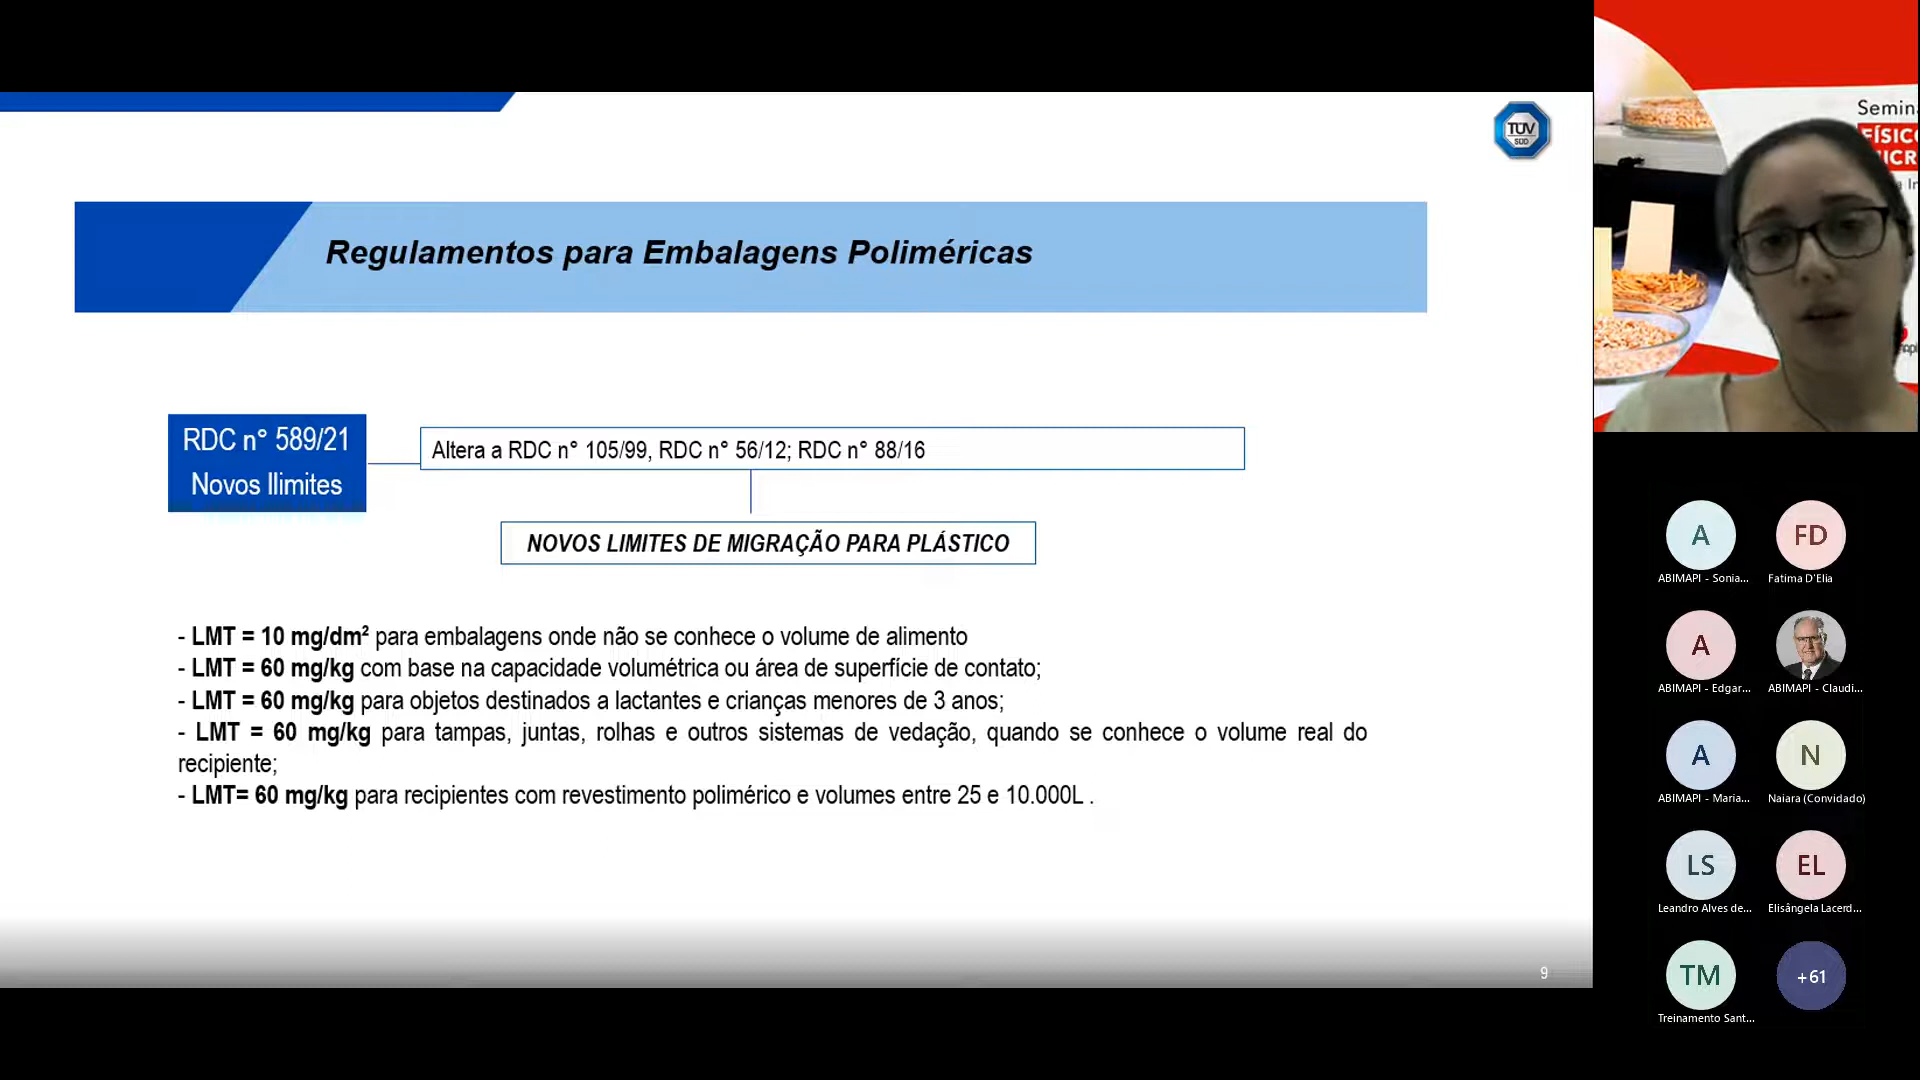 TÜV
SÜD
Regulamentos para Embalagens Poliméricas
RDC n° 589/21
Novos llimites
Altera a RDC n° 105/99, RDC n° 56/12; RDC n° 88/16
NOVOS LIMITES DE MIGRAÇÃO PARA PLÁSTICO
- LMT = 10 mg/dm² para embalagens onde não se conhece o volume de alimento
- LMT = 60 mg/kg com base na capacidade volumétrica ou área de superfície de contato;
- LMT = 60 mg/kg para objetos destinados a lactantes e crianças menores de 3 anos;
- LMT = 60 mg/kg para tampas, juntas, rolhas e outros sistemas de vedação, quando se conhece o volume real do
recipiente;
- LMT= 60 mg/kg para recipientes com revestimento polimérico e volumes entre 25 e 10.000L .
9
Semin
FÍSICO
ICR
A
FD
ABIMAPI - Sonia...
Fatima D'Elia
A
ABIMAPI - Edgar...
ABIMAPI - Claudi...
A
N
ABIMAPI - Maria...
Naiara (Convidado)
LS
EL
Leandro Alves de...
Elisângela Lacerd...
TM
+61
Treinamento Sant...